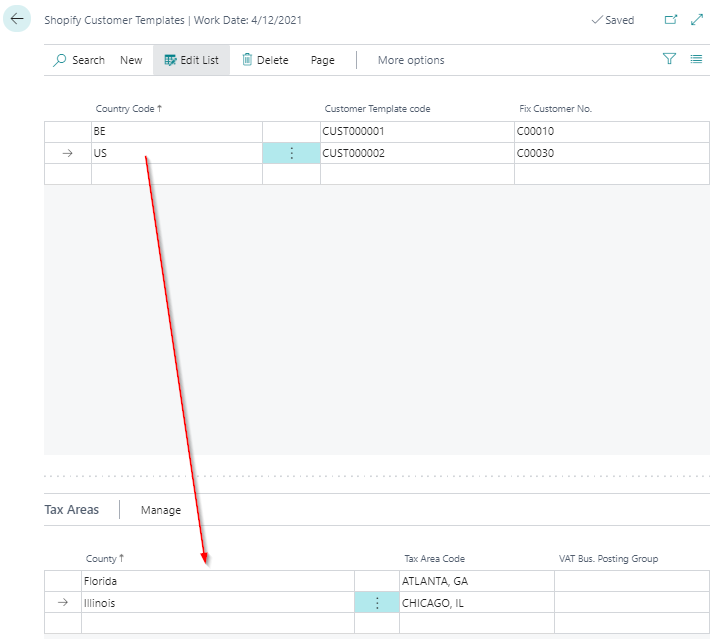 Shopify Customer Templates | Work Date: 4/12/2021 Saved
Search New Edit List Delete Page More options
Country Code ↑ Customer Template code Fix Customer No.
BE CUST000001 C00010
→ US CUST000002 C00030
Tax Areas Manage
County ↑ Tax Area Code VAT Bus. Posting Group
Florida ATLANTA, GA
→ Illinois CHICAGO, IL